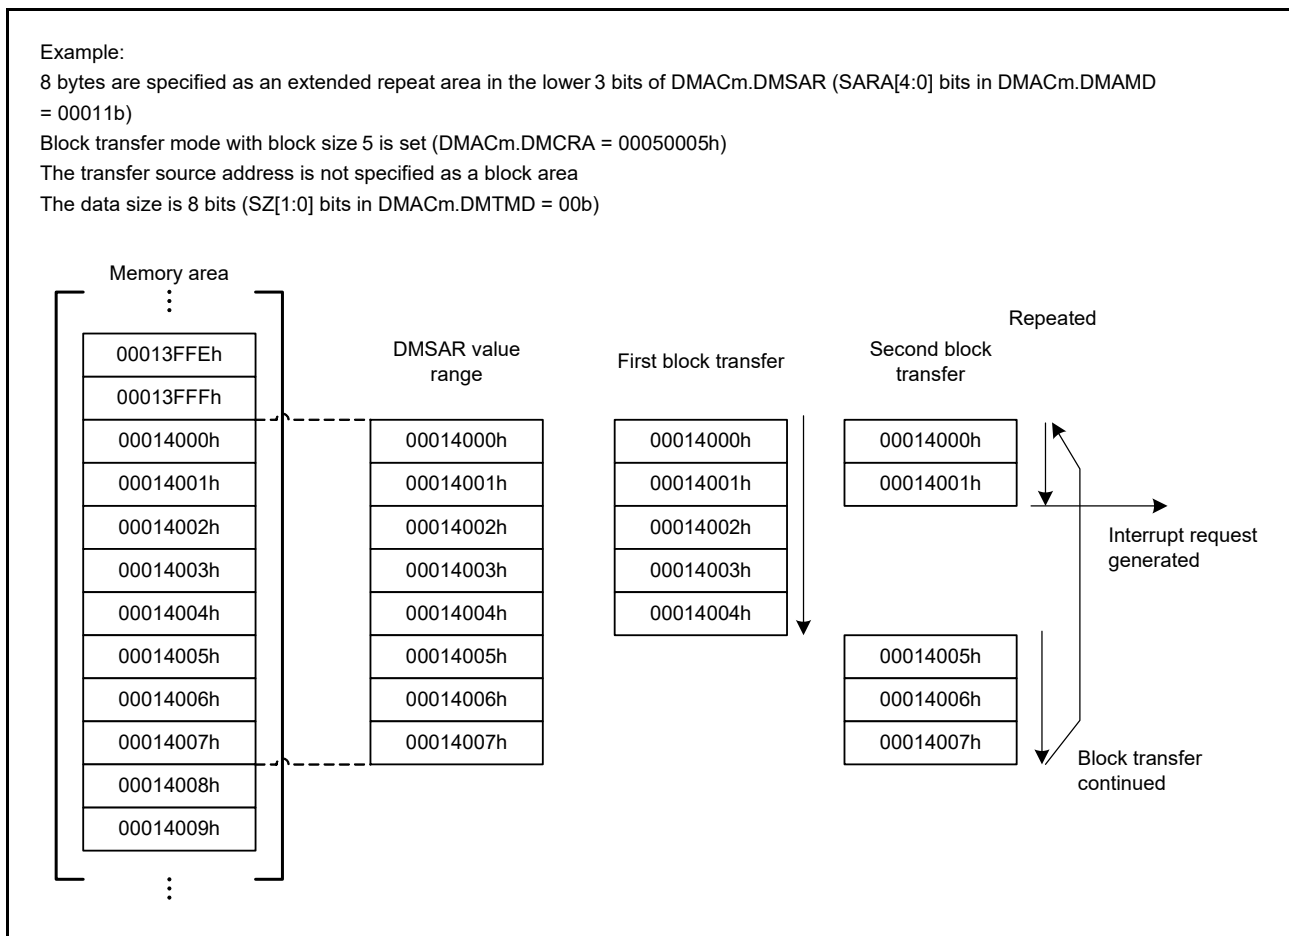 Example:
8 bytes are specified as an extended repeat area in the lower 3 bits of DMACm.DMSAR (SARA[4:0] bits in DMACm.DMAMD
= 00011b)
Block transfer mode with block size 5 is set (DMACm.DMCRA = 00050005h)
The transfer source address is not specified as a block area
The data size is 8 bits (SZ[1:0] bits in DMACm.DMTMD = 00b)
Memory area
00013FFEh
00013FFFh
00014000h
00014001h
00014002h
00014003h
00014004h
00014005h
00014006h
00014007h
00014008h
00014009h
DMSAR value
range
00014000h
00014001h
00014002h
00014003h
00014004h
00014005h
00014006h
00014007h
First block transfer
00014000h
00014001h
00014002h
00014003h
00014004h
Second block
transfer
00014000h
00014001h
00014005h
00014006h
00014007h
Repeated
Interrupt request
generated
Block transfer
continued